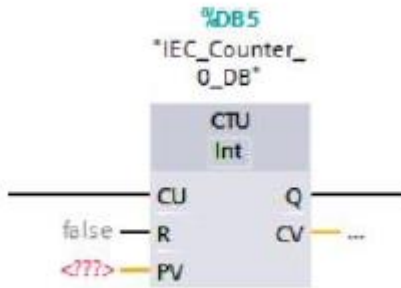 %DB5
"IEC_Counter_
0_DB"
CTU
Int
CU Q
false R CV ...
<???> PV